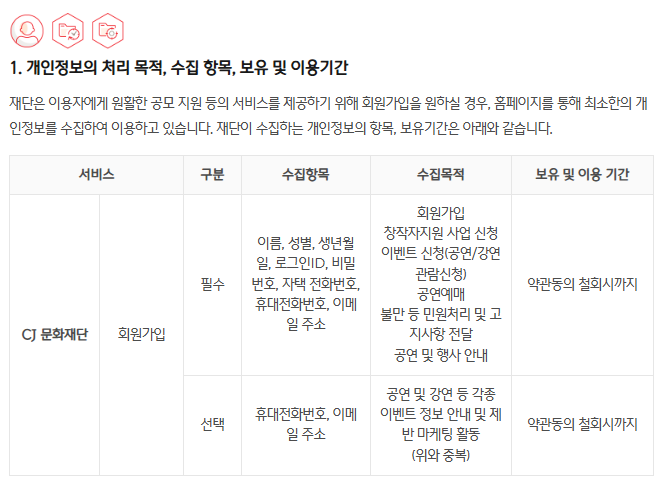 1. 개인정보의 처리 목적, 수집 항목, 보유 및 이용기간
재단은 이용자에게 원활한 공모 지원 등의 서비스를 제공하기 위해 회원가입을 원하실 경우, 홈페이지를 통해 최소한의 개
인정보를 수집하여 이용하고 있습니다. 재단이 수집하는 개인정보의 항목, 보유기간은 아래와 같습니다.
서비스 구분 수집항목 수집목적 보유 및 이용 기간
CJ 문화재단
회원가입
필수
이름, 성별, 생년월
일, 로그인ID, 비밀
번호, 자택 전화번호,
휴대전화번호, 이메
일 주소
회원가입
창작자지원 사업 신청
이벤트 신청(공연/강연
관람신청)
공연예매
불만 등 민원처리 및 고
지사항 전달
공연 및 행사 안내
약관동의 철회시까지
선택
휴대전화번호, 이메
일 주소
공연 및 강연 등 각종
이벤트 정보 안내 및 제
반 마케팅 활동
(위와 중복)
약관동의 철회시까지